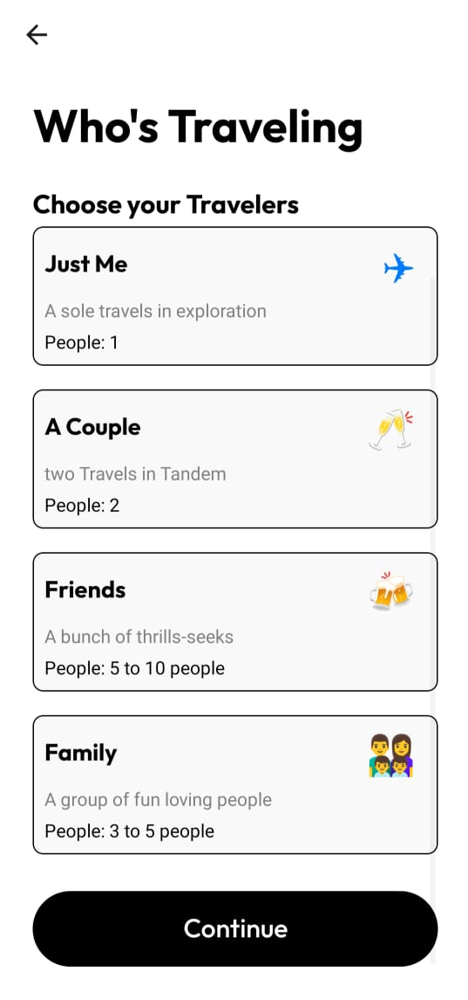 Who's Traveling
Choose your Travelers
Just Me
A sole travels in exploration
People: 1
A Couple
two Travels in Tandem
People: 2
Friends
A bunch of thrills-seeks
People: 5 to 10 people
Family
A group of fun loving people
People: 3 to 5 people
Continue